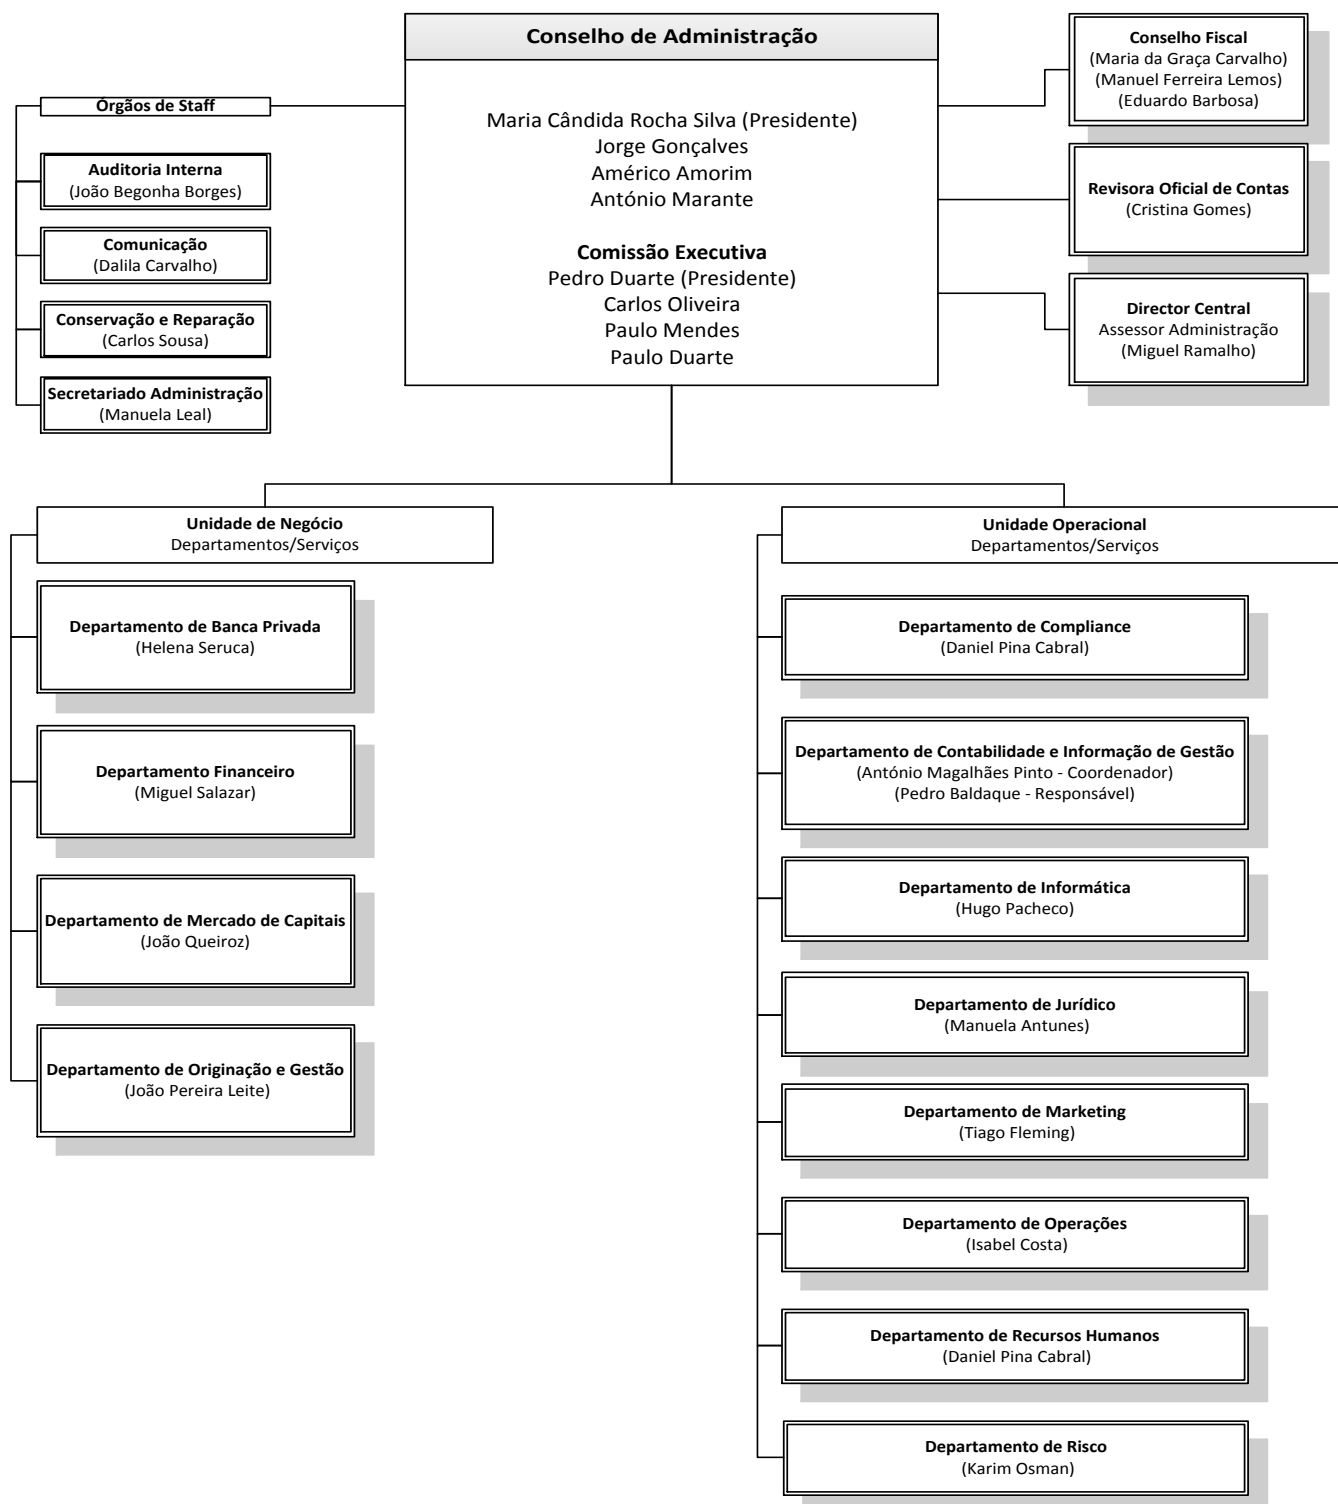 Conselho de Administração
Maria Cândida Rocha Silva (Presidente)
Jorge Gonçalves
Américo Amorim
António Marante
Comissão Executiva
Pedro Duarte (Presidente)
Carlos Oliveira
Paulo Mendes
Paulo Duarte
Conselho Fiscal
(Maria da Graça Carvalho)
(Manuel Ferreira Lemos)
(Eduardo Barbosa)
Revisora Oficial de Contas
(Cristina Gomes)
Director Central
Assessor Administração
(Miguel Ramalho)
Órgãos de Staff
Auditoria Interna
(João Begonha Borges)
Comunicação
(Dalila Carvalho)
Conservação e Reparação
(Carlos Sousa)
Secretariado Administração
(Manuela Leal)
Unidade de Negócio
Departamentos/Serviços
Departamento de Banca Privada
(Helena Seruca)
Departamento Financeiro
(Miguel Salazar)
Departamento de Mercado de Capitais
(João Queiroz)
Departamento de Originação e Gestão
(João Pereira Leite)
Unidade Operacional
Departamentos/Serviços
Departamento de Compliance
(Daniel Pina Cabral)
Departamento de Contabilidade e Informação de Gestão
(António Magalhães Pinto - Coordenador)
(Pedro Baldaque - Responsável)
Departamento de Informática
(Hugo Pacheco)
Departamento de Jurídico
(Manuela Antunes)
Departamento de Marketing
(Tiago Fleming)
Departamento de Operações
(Isabel Costa)
Departamento de Recursos Humanos
(Daniel Pina Cabral)
Departamento de Risco
(Karim Osman)